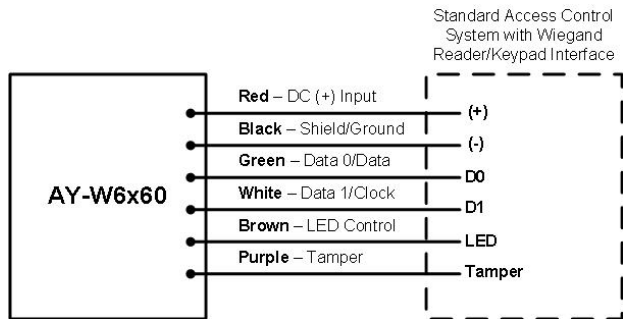 Standard Access Control
System with Wiegand
Reader/Keypad Interface
Red – DC (+) Input
(+)
Black – Shield/Ground
(-)
Green – Data 0/Data
D0
AY-W6x60
White – Data 1/Clock
D1
Brown – LED Control
LED
Purple – Tamper
Tamper